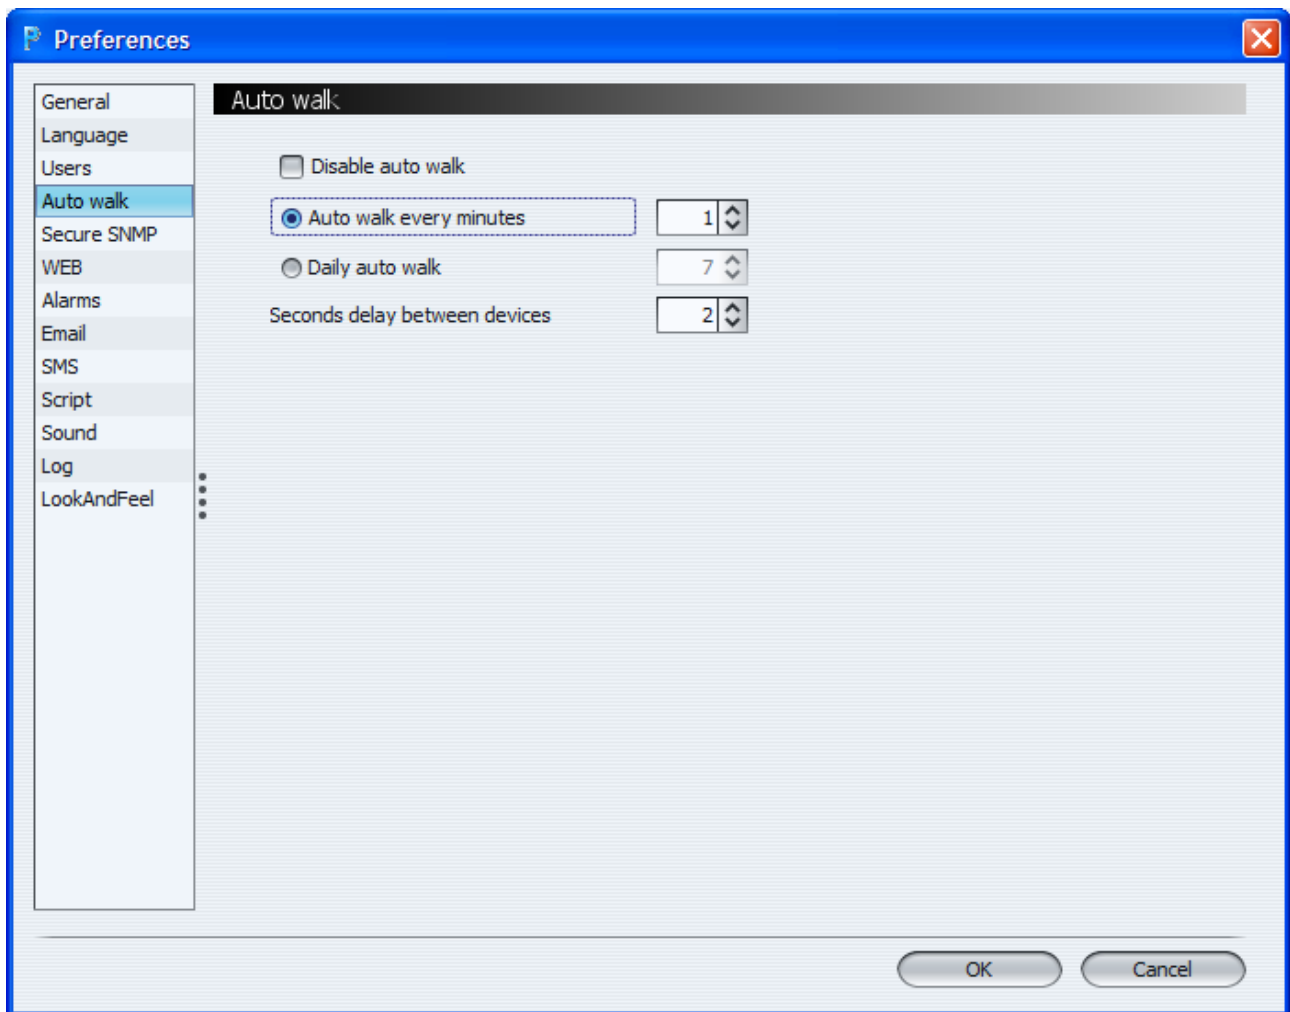 Preferences
General
Language
Users
Auto walk
Secure SNMP
WEB
Alarms
Email
SMS
Script
Sound
Log
LookAndFeel
Auto walk
Disable auto walk
Auto walk every minutes 1
Daily auto walk 7
Seconds delay between devices 2
OK Cancel